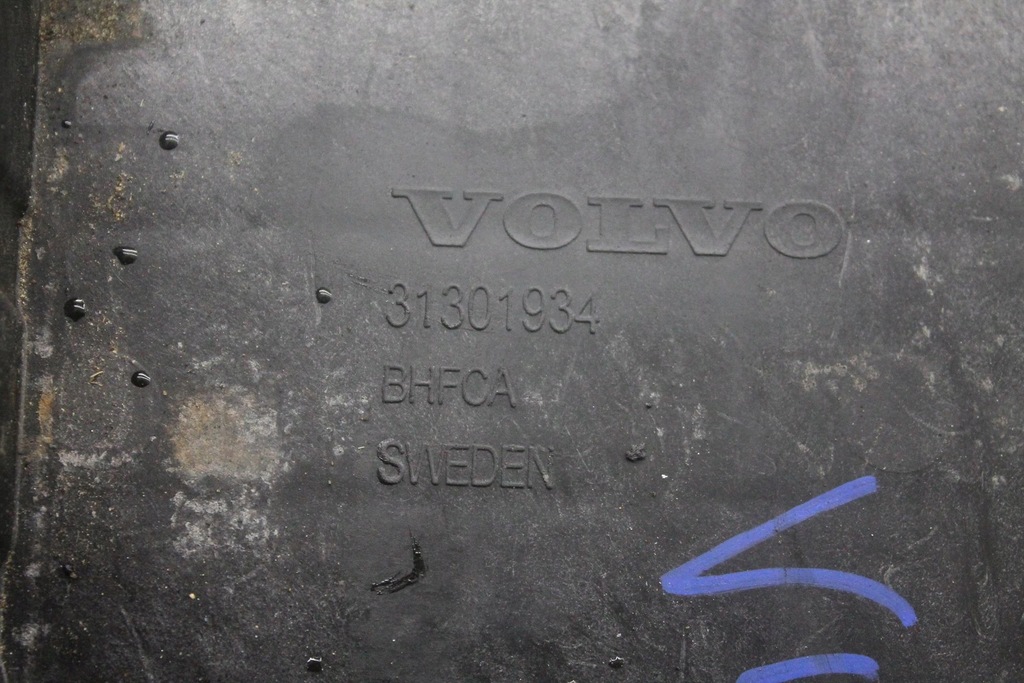 VOLVO
31301934
BHFCA
SWEDEN